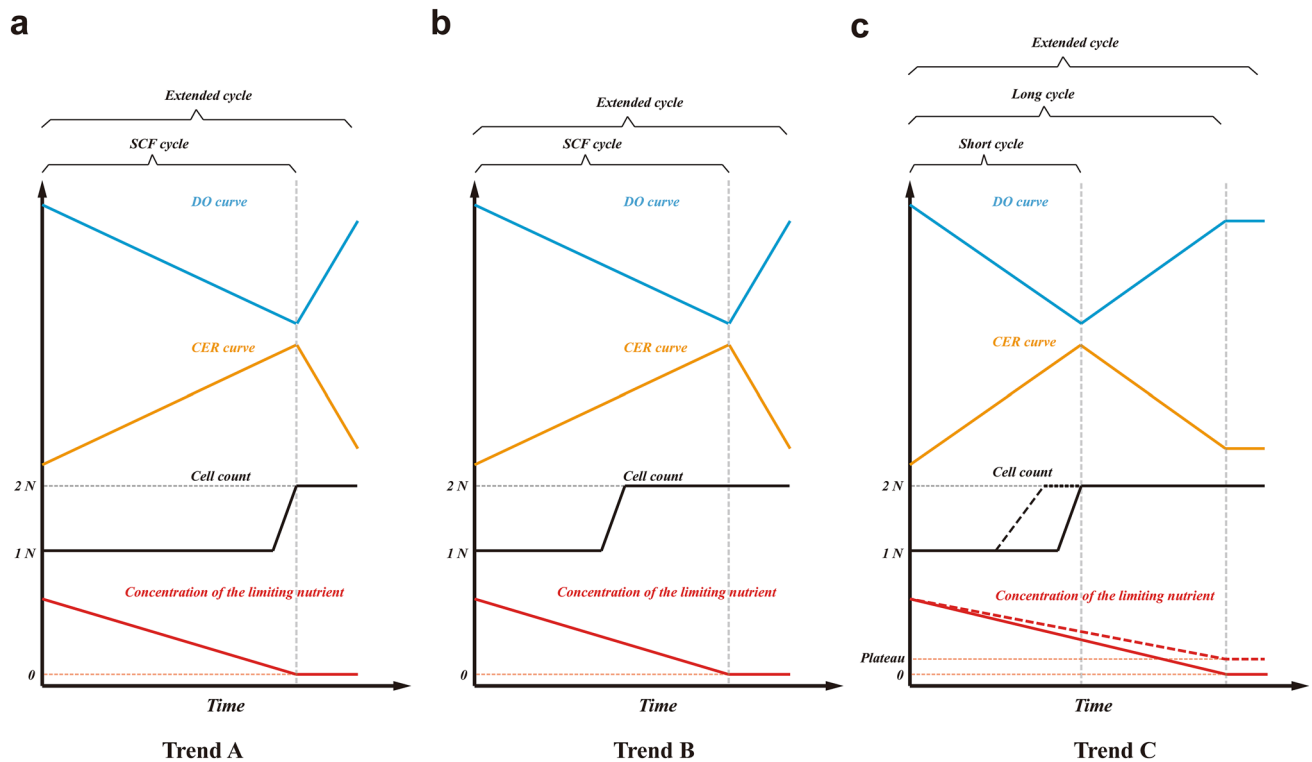 a
Extended cycle
SCF cycle
DO curve
CER curve
Cell count
2 N
1 N
Concentration of the limiting nutrient
0
Time
Trend A
b
Extended cycle
SCF cycle
DO curve
CER curve
Cell count
2 N
1 N
Concentration of the limiting nutrient
0
Time
Trend B
c
Extended cycle
Long cycle
Short cycle
DO curve
CER curve
Cell count
2 N
1 N
Concentration of the limiting nutrient
Plateau
0
Time
Trend C